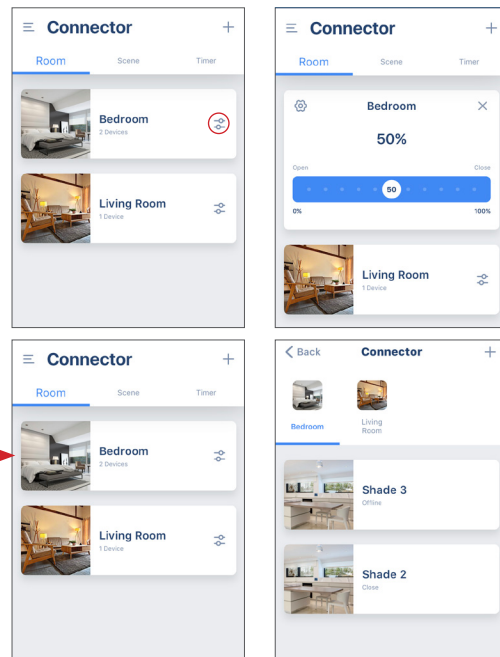 Connector
Room Scene Timer
Bedroom
2 Devices
Living Room
1 Device
Connector
Room Scene Timer
Bedroom
50%
Open Close
50
0% 100%
Living Room
1 Device
Connector
Room Scene Timer
Bedroom
2 Devices
Living Room
1 Device
Back Connector
Bedroom
Living
Room
Shade 3
Offline
Shade 2
Close